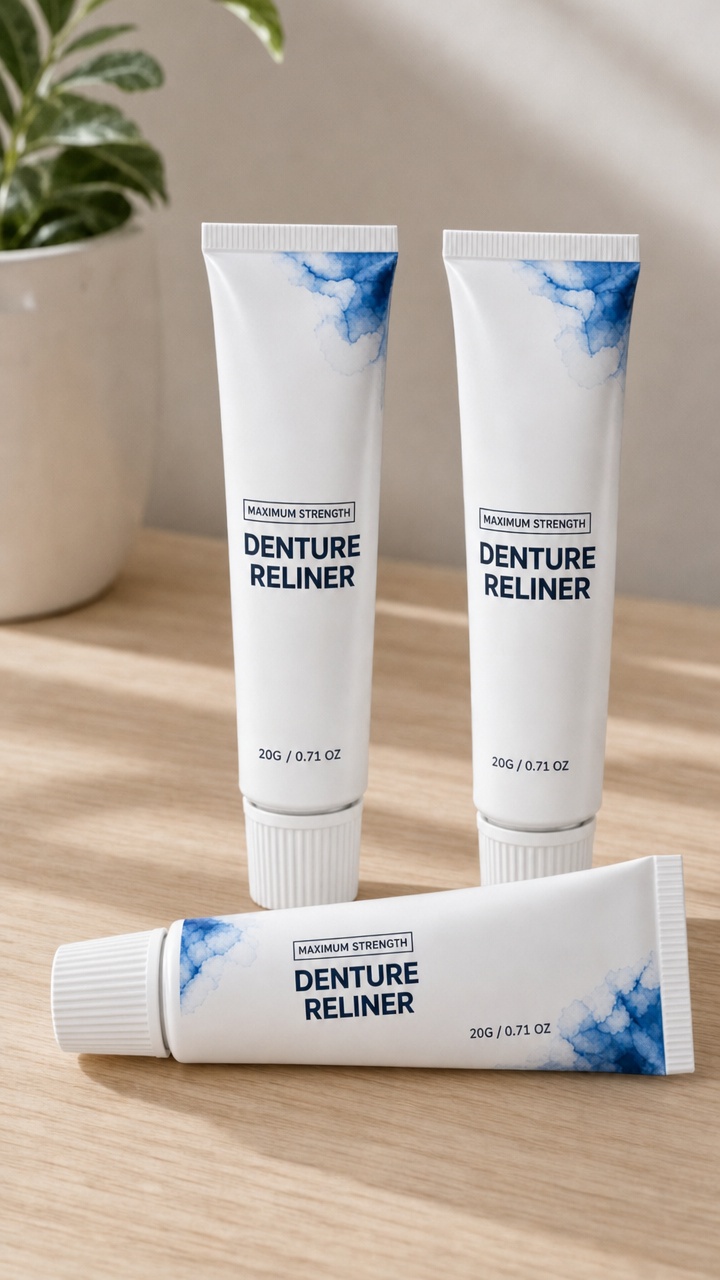 MAXIMUM STRENGTH
DENTURE
RELINER
20G / 0.71 OZ
MAXIMUM STRENGTH
DENTURE
RELINER
20G / 0.71 OZ
MAXIMUM STRENGTH
DENTURE
RELINER
20G / 0.71 OZ